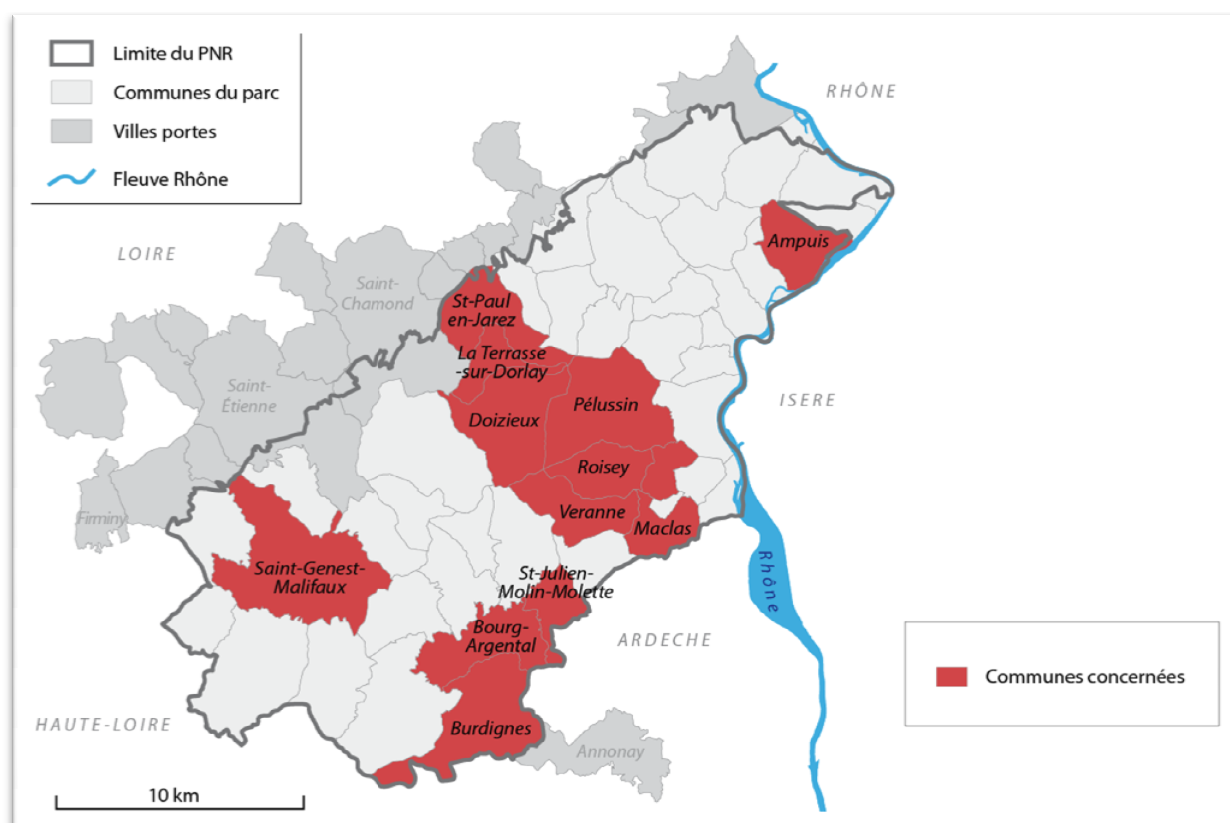 Limite du PNR
Communes du parc
Villes portes
Fleuve Rhône
RHÔNE
LOIRE
Ampuis
Saint-
Chamond
St-Paul
en-Jarez
La Terrasse
-sur-Dorlay
Saint-
Étienne
Pélussin
ISERE
Doizieux
Roisey
Veranne
Maclas
Firminy
Saint-Genest-
Malifaux
St-Julien-
Molin-Molette
Rhône
Bourg-
Argental
ARDECHE
Communes concernées
HAUTE-LOIRE
Burdignes
Annonay
10 km